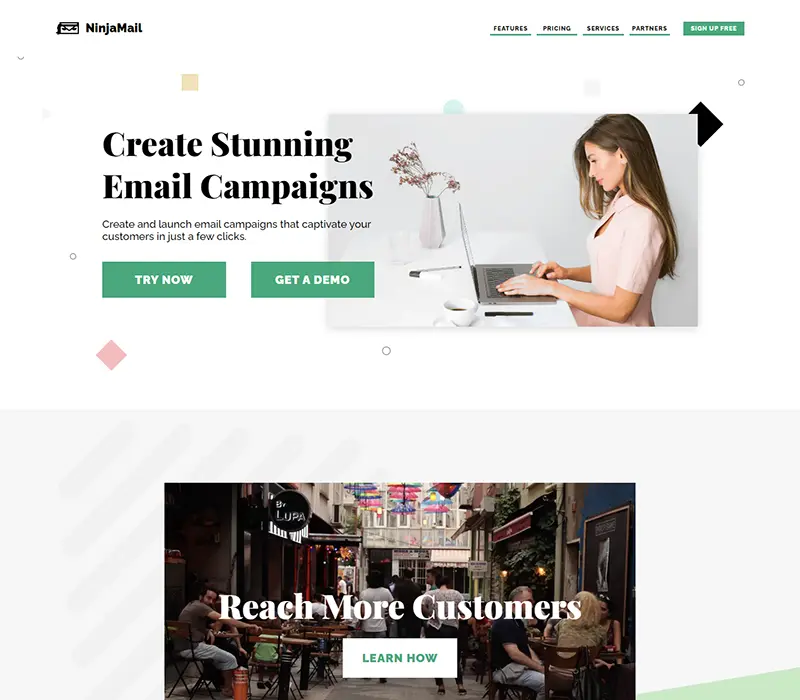 NinjaMail
FEATURES PRICING SERVICES PARTNERS SIGN UP FREE
Create Stunning
Email Campaigns
Create and launch email campaigns that captivate your
customers in just a few clicks.
TRY NOW GET A DEMO
By
LUPA
Reach More Customers
LEARN HOW